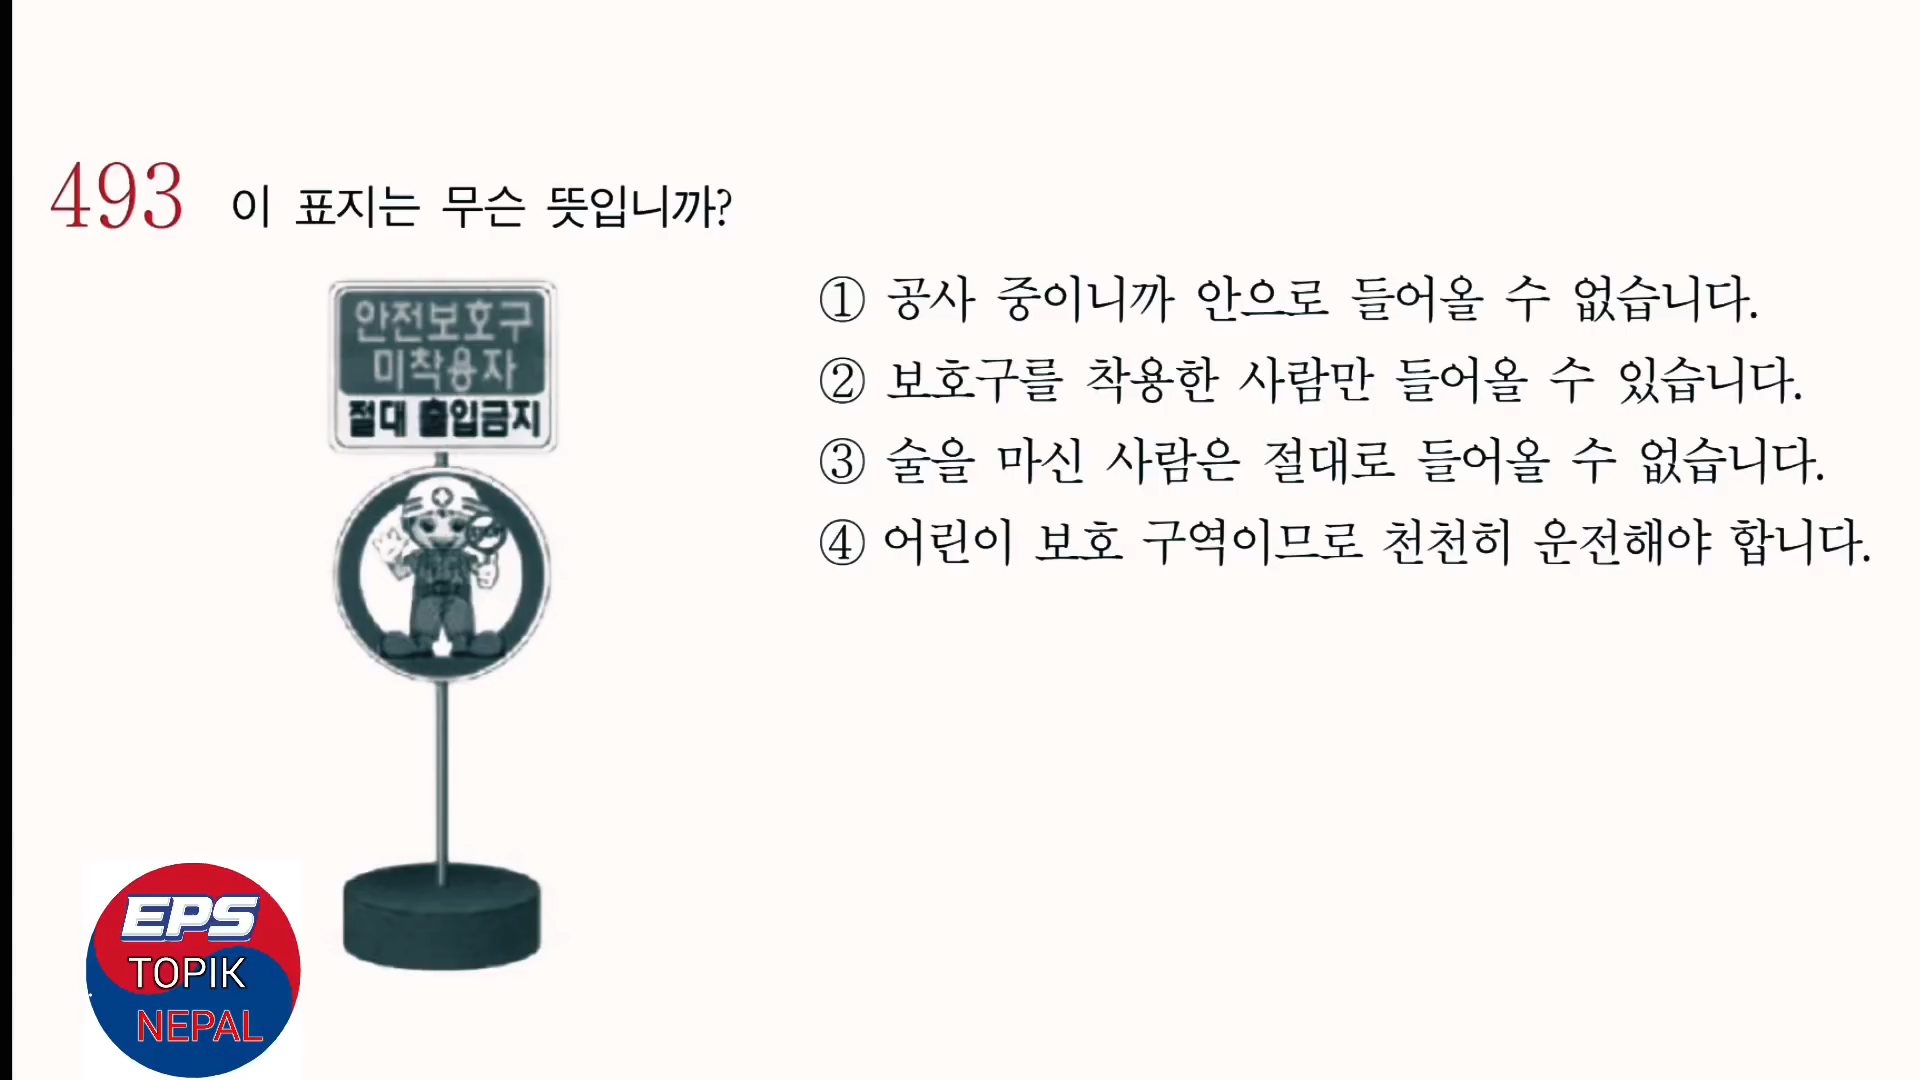 493 이 표지는 무슨 뜻입니까?
안전보호구
미착용자
절대 출입금지
① 공사 중이니까 안으로 들어올 수 없습니다.
② 보호구를 착용한 사람만 들어올 수 있습니다.
③ 술을 마신 사람은 절대로 들어올 수 없습니다.
④ 어린이 보호 구역이므로 천천히 운전해야 합니다.
EPS
TOPIK
NEPAL